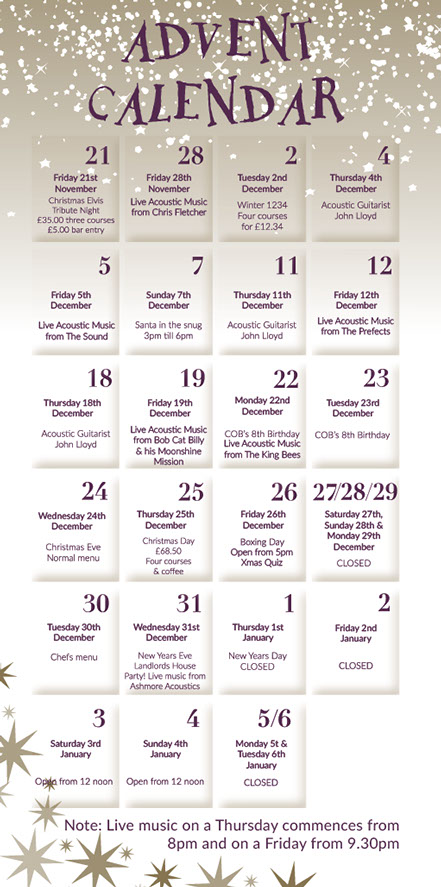 ADVENT
CALENDAR
21
Friday 21st
November
Christmas Elvis
Tribute Night
£35.00 three courses
£5.00 bar entry
28
Friday 28th
November
Live Acoustic Music
from Chris Fletcher
2
Tuesday 2nd
December
Winter 1234
Four courses
for £12.34
4
Thursday 4th
December
Acoustic Guitarist
John Lloyd
5
Friday 5th
December
Live Acoustic Music
from The Sound
7
Sunday 7th
December
Santa in the snug
3pm till 6pm
11
Thursday 11th
December
Acoustic Guitarist
John Lloyd
12
Friday 12th
December
Live Acoustic Music
from The Prefects
18
Thursday 18th
December
Acoustic Guitarist
John Lloyd
19
Friday 19th
December
Live Acoustic Music
from Bob Cat Billy
& his Moonshine
Mission
22
Monday 22nd
December
COB's 8th Birthday
Live Acoustic Music
from The King Bees
23
Tuesday 23rd
December
COB's 8th Birthday
24
Wednesday 24th
December
Christmas Eve
Normal menu
25
Thursday 25th
December
Christmas Day
£68.50
Four courses
& coffee
26
Friday 26th
December
Boxing Day
Open from 5pm
Xmas Quiz
27/28/29
Saturday 27th,
Sunday 28th &
Monday 29th
December
CLOSED
30
Tuesday 30th
December
Chefs menu
31
Wednesday 31st
December
New Years Eve
Landlords House
Party! Live music from
Ashmore Acoustics
1
Thursday 1st
January
New Years Day
CLOSED
2
Friday 2nd
January
CLOSED
3
Saturday 3rd
January
Open from 12 noon
4
Sunday 4th
January
Open from 12 noon
5/6
Monday 5t &
Tuesday 6th
January
CLOSED
Note: Live music on a Thursday commences from
8pm and on a Friday from 9.30pm